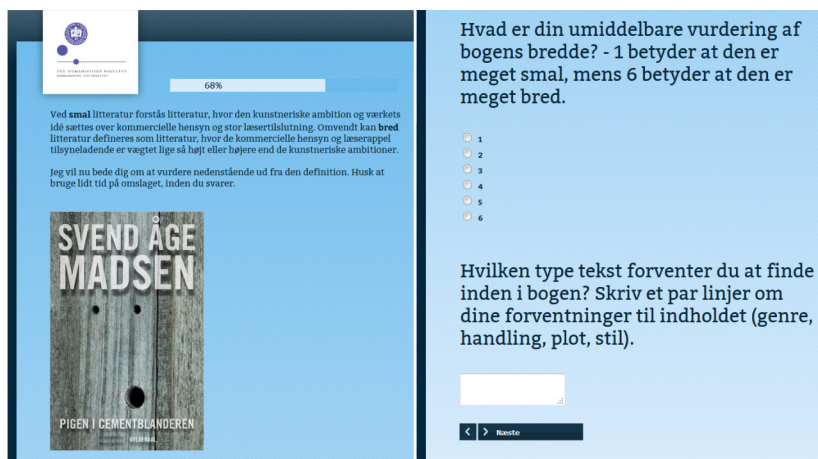 DET HUMANISTISKE FAKULTET
KØBENHAVNS UNIVERSITET
68%
Ved smal litteratur forstås litteratur, hvor den kunstneriske ambition og værkets
idé sættes over kommercielle hensyn og stor læsertilslutning. Omvendt kan bred
litteratur defineres som litteratur, hvor de kommercielle hensyn og læserappel
tilsyneladende er vægtet lige så højt eller højere end de kunstneriske ambitioner.
Jeg vil nu bede dig om at vurdere nedenstående ud fra den definition. Husk at
bruge lidt tid på omslaget, inden du svarer.
SVEND ÅGE
MADSEN
PIGEN I CEMENTBLANDEREN
GYLDENDAL
Hvad er din umiddelbare vurdering af
bogens bredde? - 1 betyder at den er
meget smal, mens 6 betyder at den er
meget bred.
1
2
3
4
5
6
Hvilken type tekst forventer du at finde
inden i bogen? Skriv et par linjer om
dine forventninger til indholdet (genre,
handling, plot, stil).
Næste